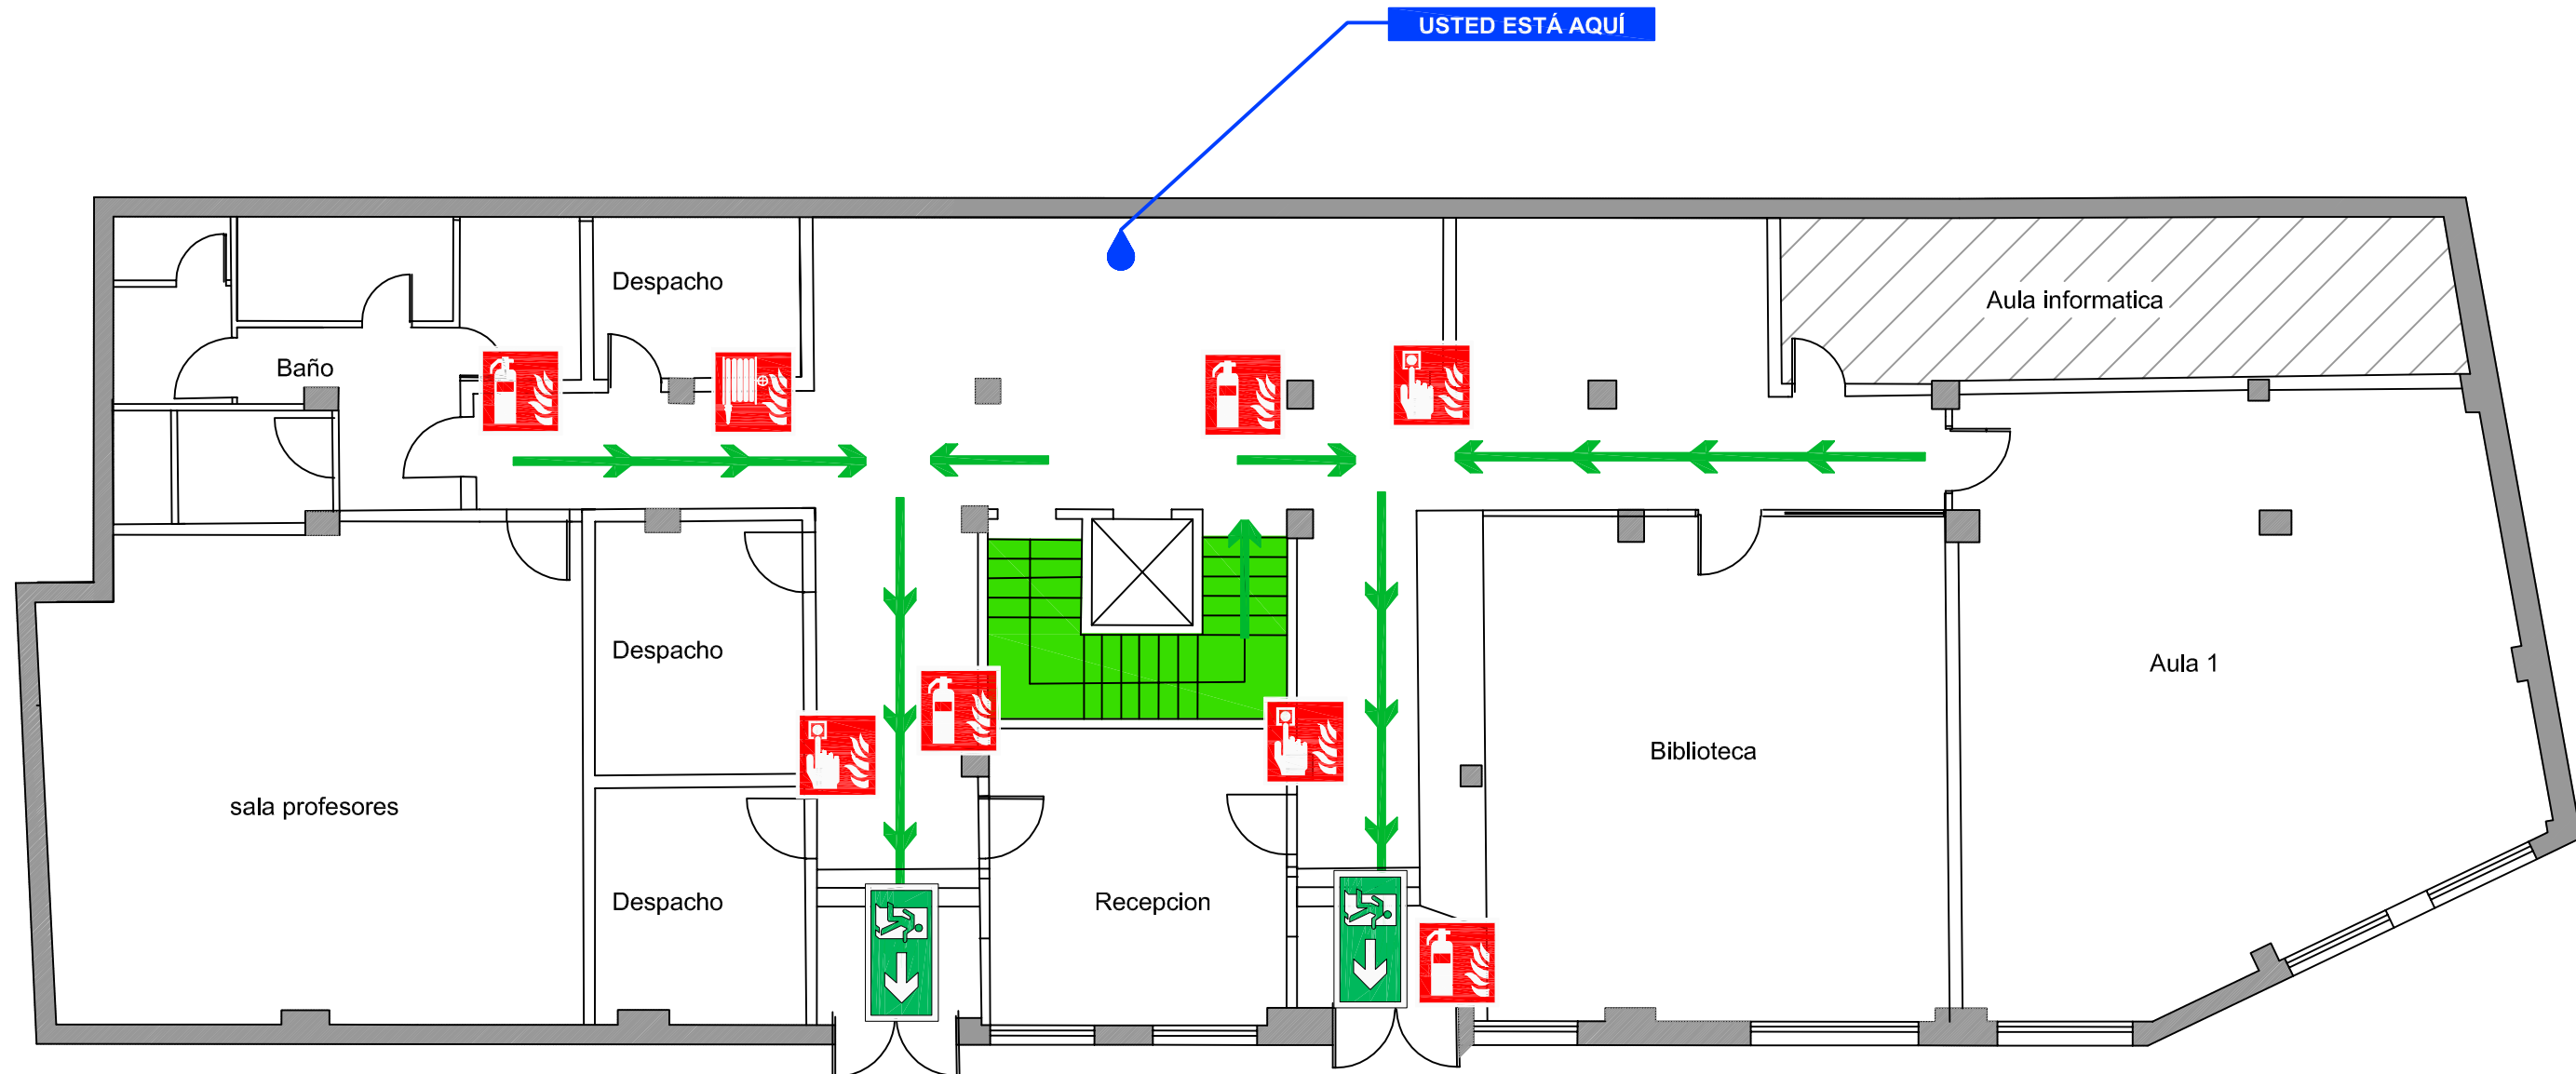 USTED ESTÁ AQUÍ
Despacho
Aula informatica
Baño
Despacho
Aula 1
Biblioteca
sala profesores
Despacho
Recepcion